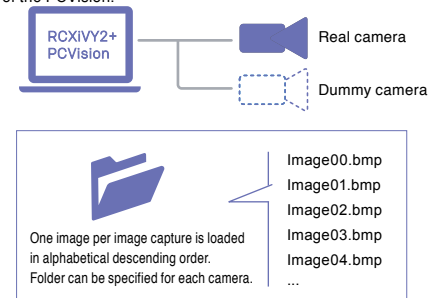 of the PCVision.
RCXiVY2+
PCVision
Real camera
Dummy camera
One image per image capture is loaded
in alphabetical descending order.
Folder can be specified for each camera.
Image00.bmp
Image01.bmp
Image02.bmp
Image03.bmp
Image04.bmp
...